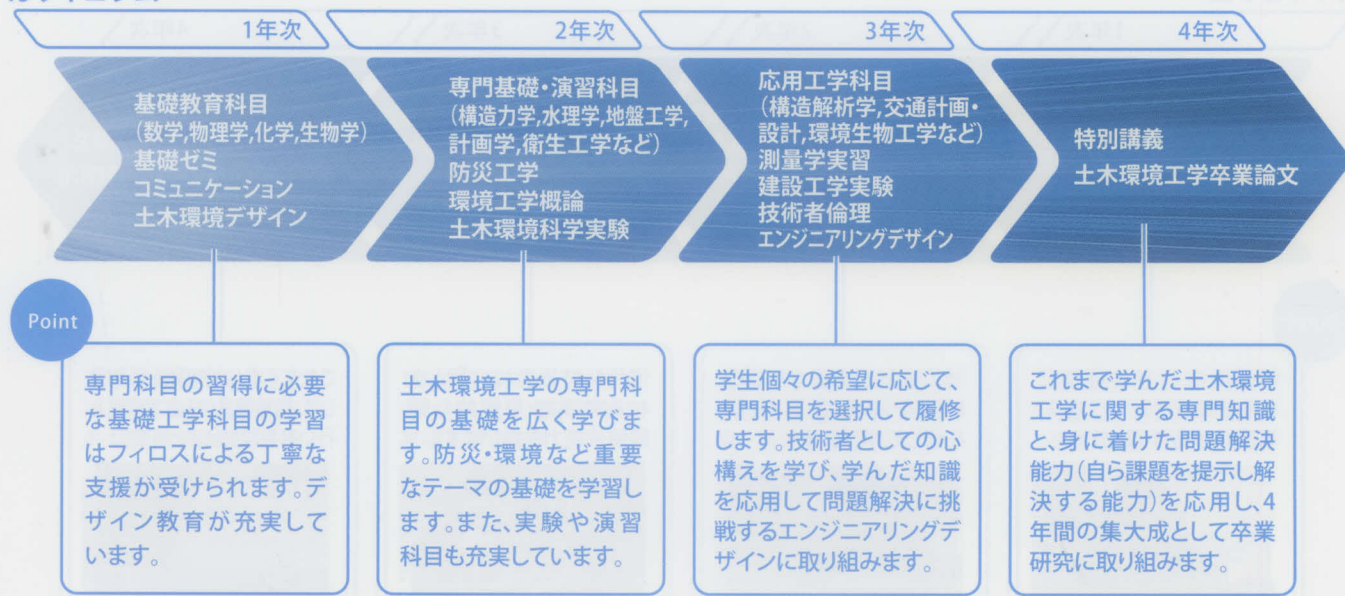 1年次
2年次
3年次
4年次
基礎教育科目
(数学,物理学,化学,生物学)
基礎ゼミ
コミュニケーション
土木環境デザイン
専門基礎・演習科目
(構造力学,水理学,地盤工学,
計画学,衛生工学など)
防災工学
環境工学概論
土木環境科学実験
応用工学科目
(構造解析学,交通計画・
設計,環境生物工学など)
測量学実習
建設工学実験
技術者倫理
エンジニアリングデザイン
特別講義
土木環境工学卒業論文
Point
専門科目の習得に必要
な基礎工学科目の学習
はフィロスによる丁寧な
支援が受けられます。デ
ザイン教育が充実して
います。
土木環境工学の専門科
目の基礎を広く学びま
す。防災・環境など重要
なテーマの基礎を学習し
ます。また、実験や演習
科目も充実しています。
学生個々の希望に応じて、
専門科目を選択して履修
します。技術者としての心
構えを学び、学んだ知識
を応用して問題解決に挑
戦するエンジニアリングデ
ザインに取り組みます。
これまで学んだ土木環境
工学に関する専門知識
と、身に着けた問題解決
能力(自ら課題を提示し解
決する能力)を応用し、4
年間の集大成として卒業
研究に取り組みます。